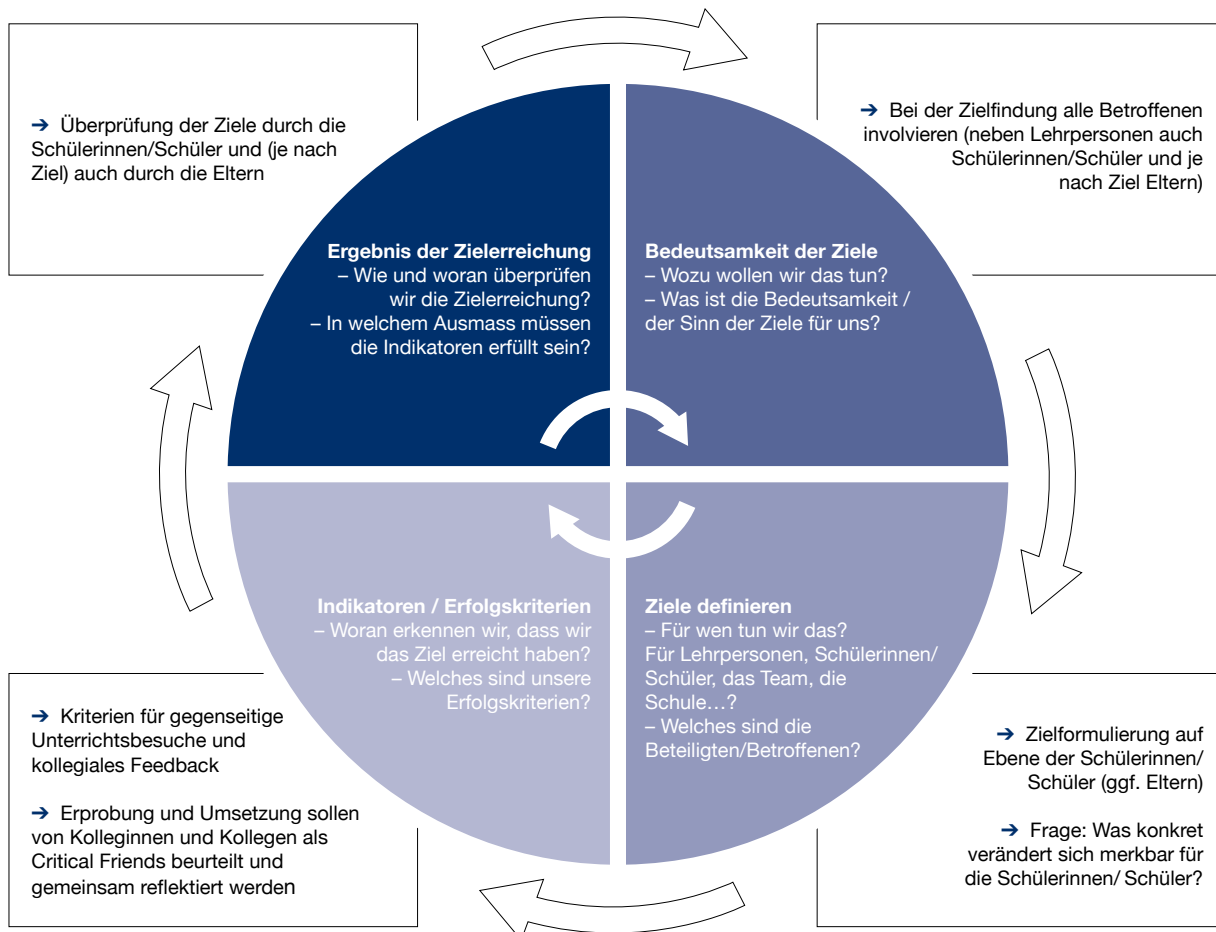 ➔ Überprüfung der Ziele durch die
Schülerinnen/Schüler und (je nach
Ziel) auch durch die Eltern
➔ Bei der Zielfindung alle Betroffenen
involvieren (neben Lehrpersonen auch
Schülerinnen/Schüler und je
nach Ziel Eltern)
Ergebnis der Zielerreichung
– Wie und woran überprüfen
wir die Zielerreichung?
– In welchem Ausmass müssen
die Indikatoren erfüllt sein?
Bedeutsamkeit der Ziele
– Wozu wollen wir das tun?
– Was ist die Bedeutsamkeit /
der Sinn der Ziele für uns?
Indikatoren / Erfolgskriterien
– Woran erkennen wir, dass wir
das Ziel erreicht haben?
– Welches sind unsere
Erfolgskriterien?
Ziele definieren
– Für wen tun wir das?
Für Lehrpersonen, Schülerinnen/
Schüler, das Team, die
Schule…?
– Welches sind die
Beteiligten/Betroffenen?
➔ Kriterien für gegenseitige
Unterrichtsbesuche und
kollegiales Feedback
➔ Erprobung und Umsetzung sollen
von Kolleginnen und Kollegen als
Critical Friends beurteilt und
gemeinsam reflektiert werden
➔ Zielformulierung auf
Ebene der Schülerinnen/
Schüler (ggf. Eltern)
➔ Frage: Was konkret
verändert sich merkbar für
die Schülerinnen/ Schüler?